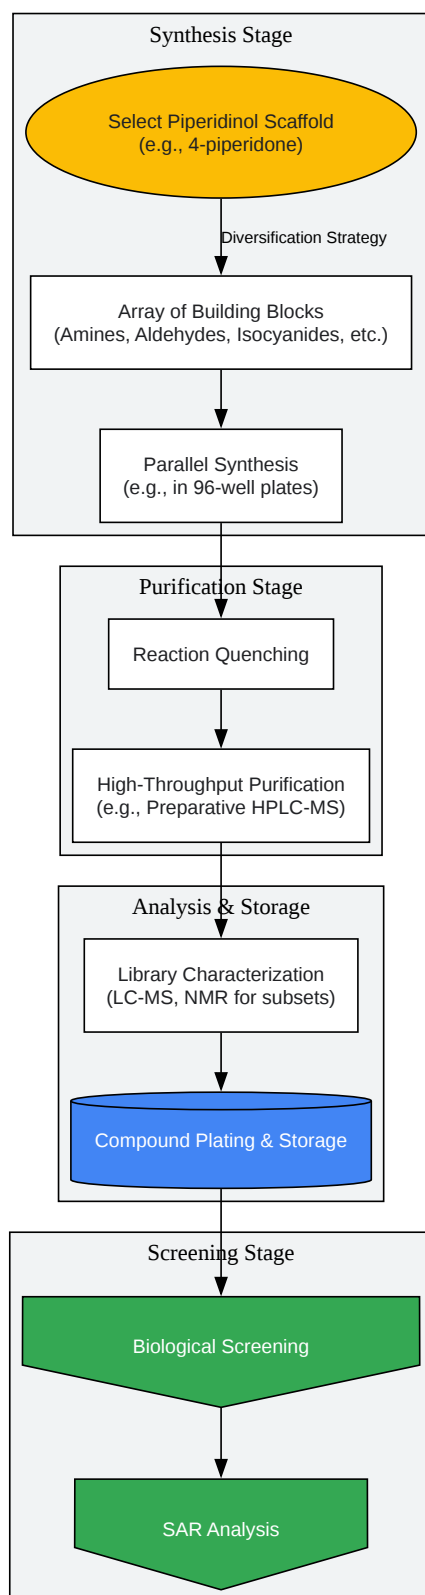 Synthesis Stage
Select Piperidinol Scaffold
(e.g., 4-piperidone)
Diversification Strategy
Array of Building Blocks
(Amines, Aldehydes, Isocyanides, etc.)
Parallel Synthesis
(e.g., in 96-well plates)
Purification Stage
Reaction Quenching
High-Throughput Purification
(e.g., Preparative HPLC-MS)
Analysis & Storage
Library Characterization
(LC-MS, NMR for subsets)
Compound Plating & Storage
Screening Stage
Biological Screening
SAR Analysis